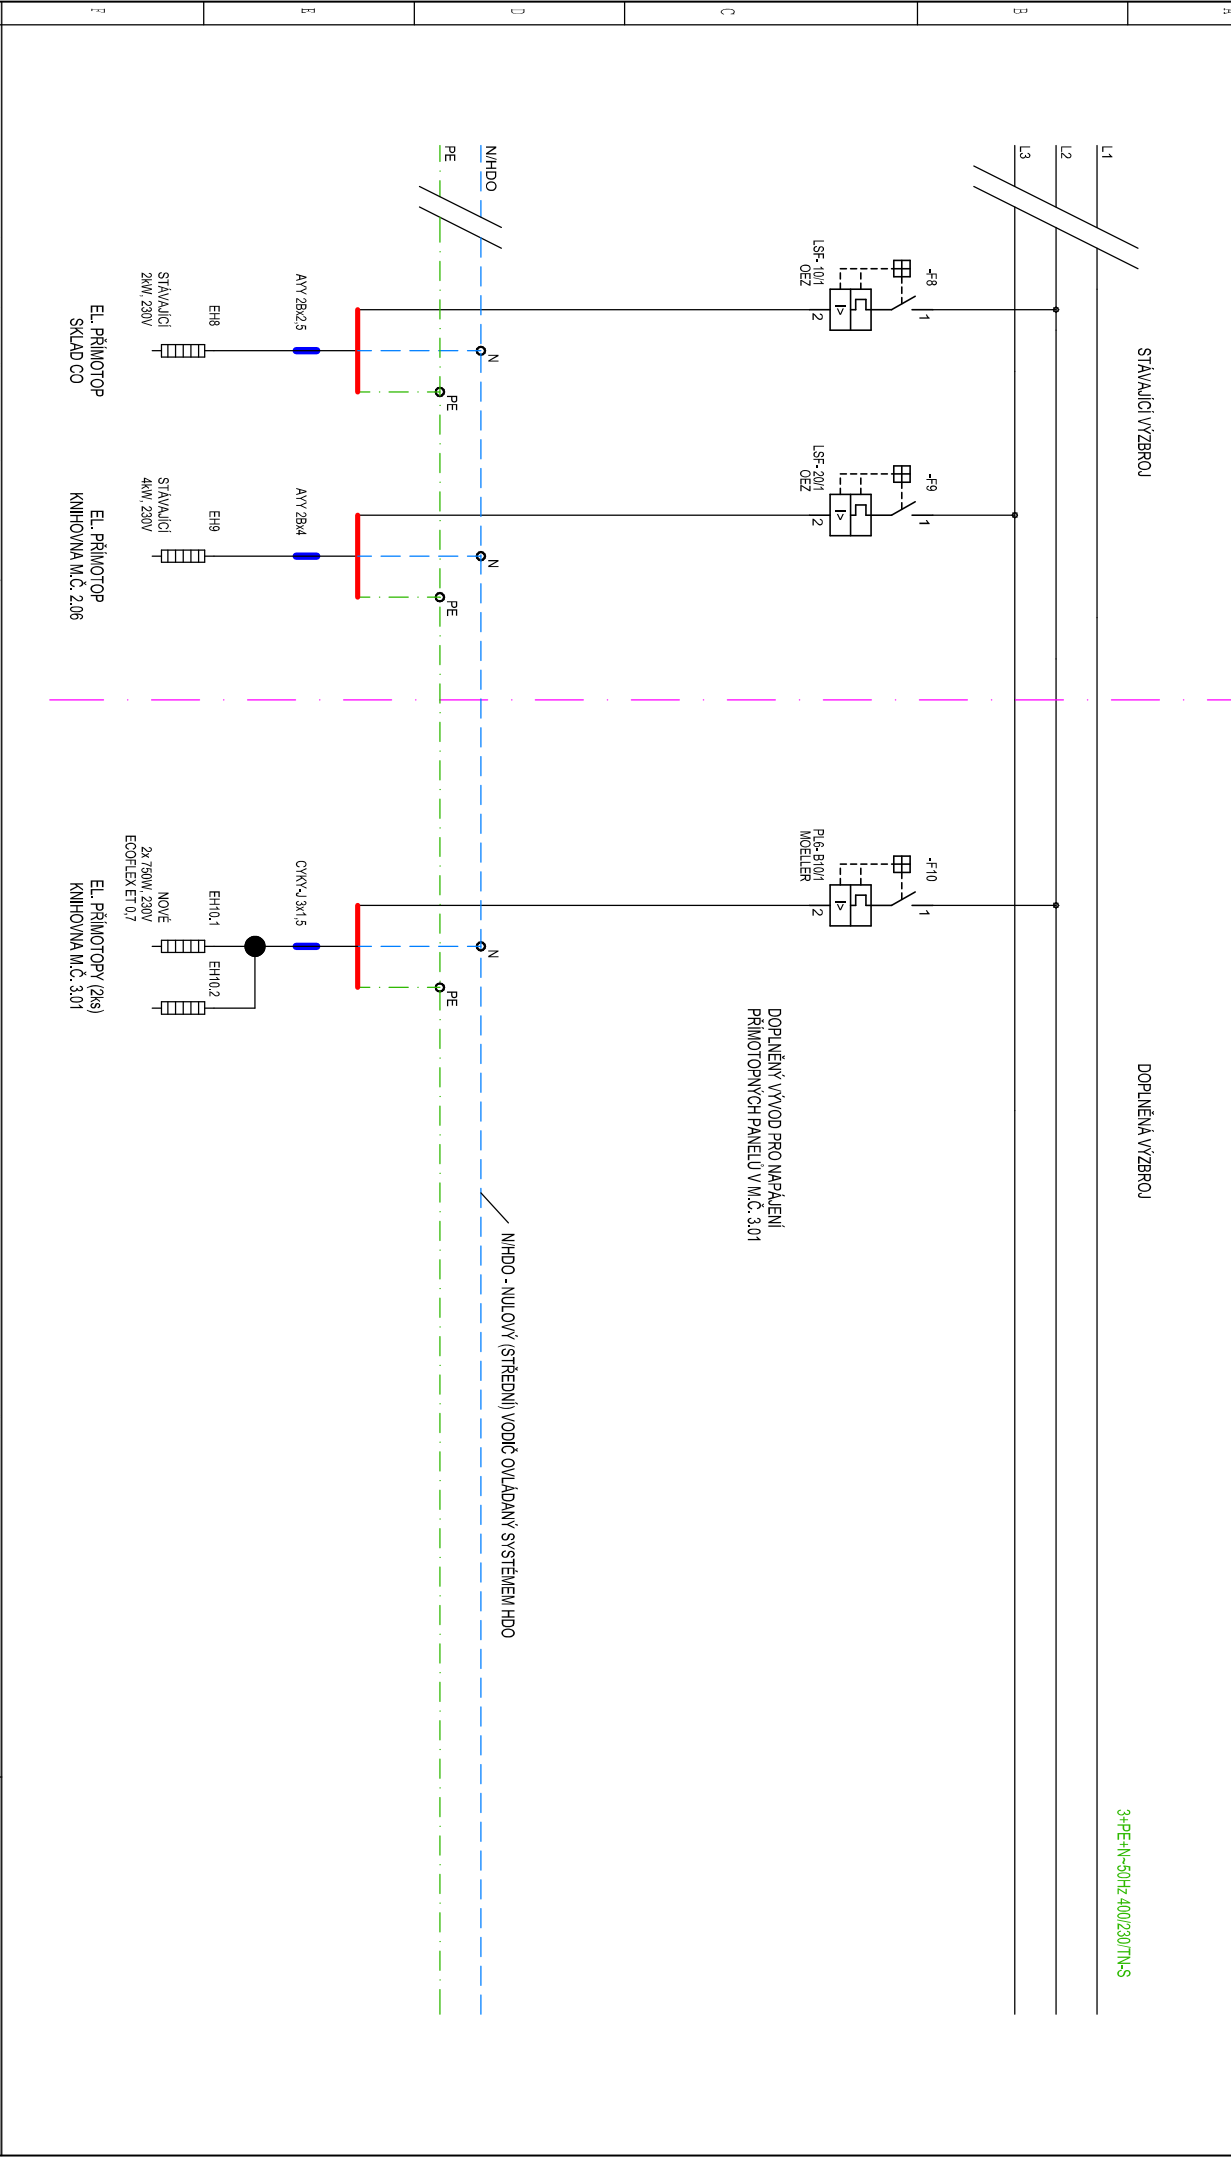 A
B
C
D
E
F
3+PE+N~50Hz 400/230/TN-S
STÁVAJÍCÍ VÝZBROJ
DOPLNĚNÁ VÝZBROJ
L1
L2
L3
-F8
1
2
LSF- 10/1
OEZ
-F9
1
2
LSF- 20/1
OEZ
-F10
1
2
PL6- B10/1
MOELLER
I>
I>
I>
DOPLNĚNÝ VÝVOD PRO NAPÁJENÍ
PŘÍMOTOPNÝCH PANELŮ V M.Č. 3.01
N/HDO
PE
N
PE
N
PE
N
PE
N/HDO - NULOVÝ (STŘEDNÍ) VODIČ OVLÁDANÝ SYSTÉMEM HDO
AYY 2Bx2,5
AYY 2Bx4
CYKY-J 3x1,5
EH8
EH9
EH10.1
EH10.2
STÁVAJÍCÍ
2kW, 230V
STÁVAJÍCÍ
4kW, 230V
NOVÉ
2x 750W, 230V
ECOFLEX ET 0,7
EL. PŘÍMOTOP
SKLAD CO
EL. PŘÍMOTOP
KNIHOVNA M.Č. 2.06
EL. PŘÍMOTOPY (2ks)
KNIHOVNA M.Č. 3.01